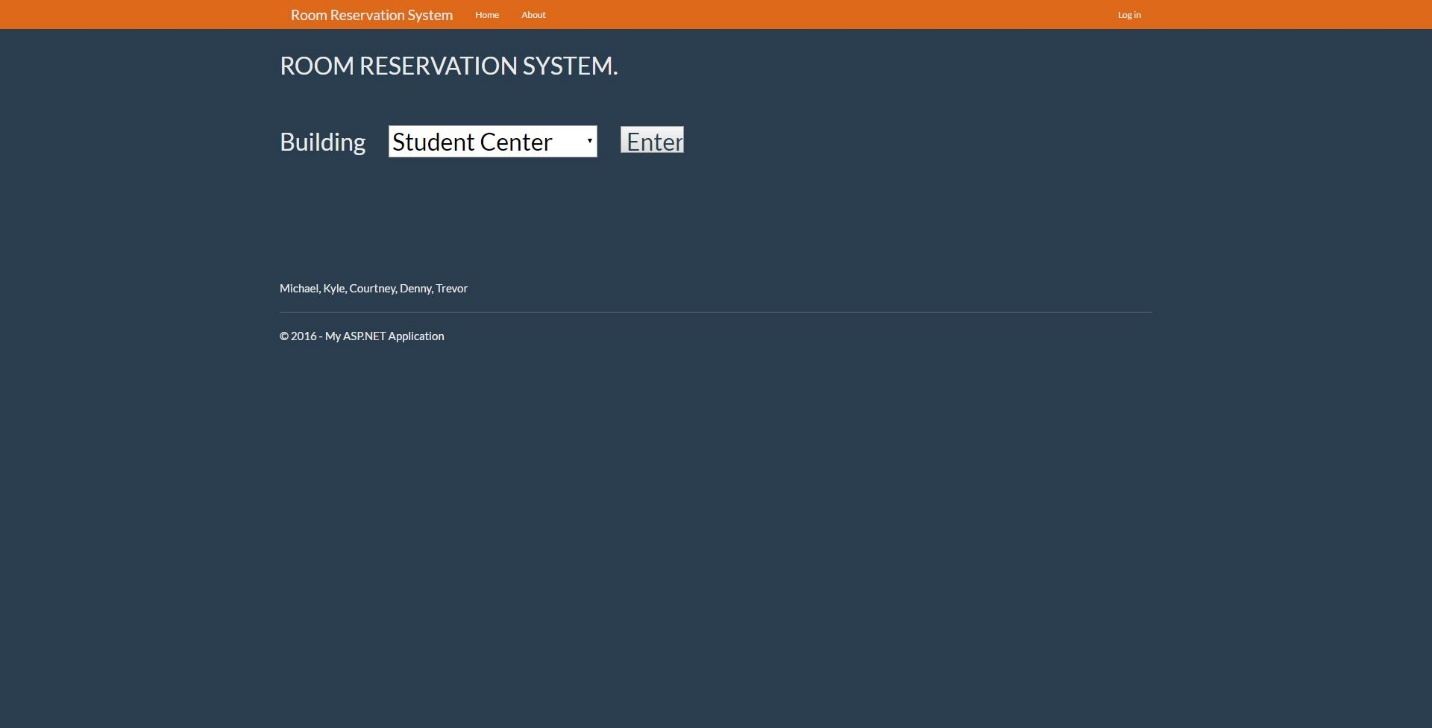 Room Reservation System Home About Log in
ROOM RESERVATION SYSTEM.
Building Student Center Enter
Michael, Kyle, Courtney, Denny, Trevor
© 2016 - My ASP.NET Application